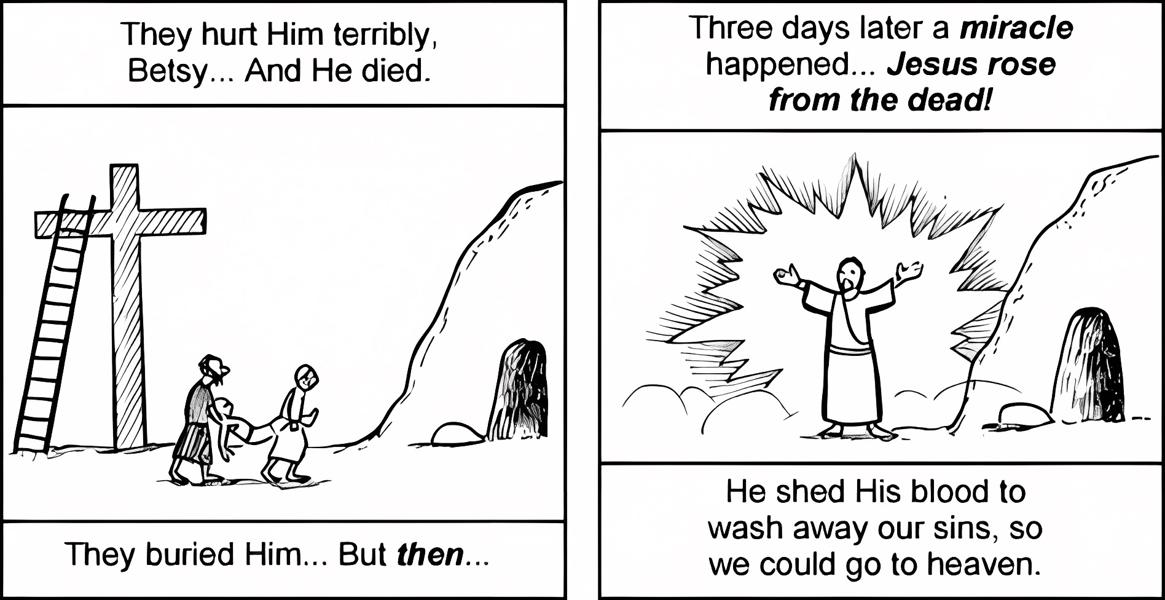 They hurt Him terribly,
Betsy... And He died.
They buried Him... But then...
Three days later a miracle
happened... Jesus rose
from the dead!
He shed His blood to
wash away our sins, so
we could go to heaven.